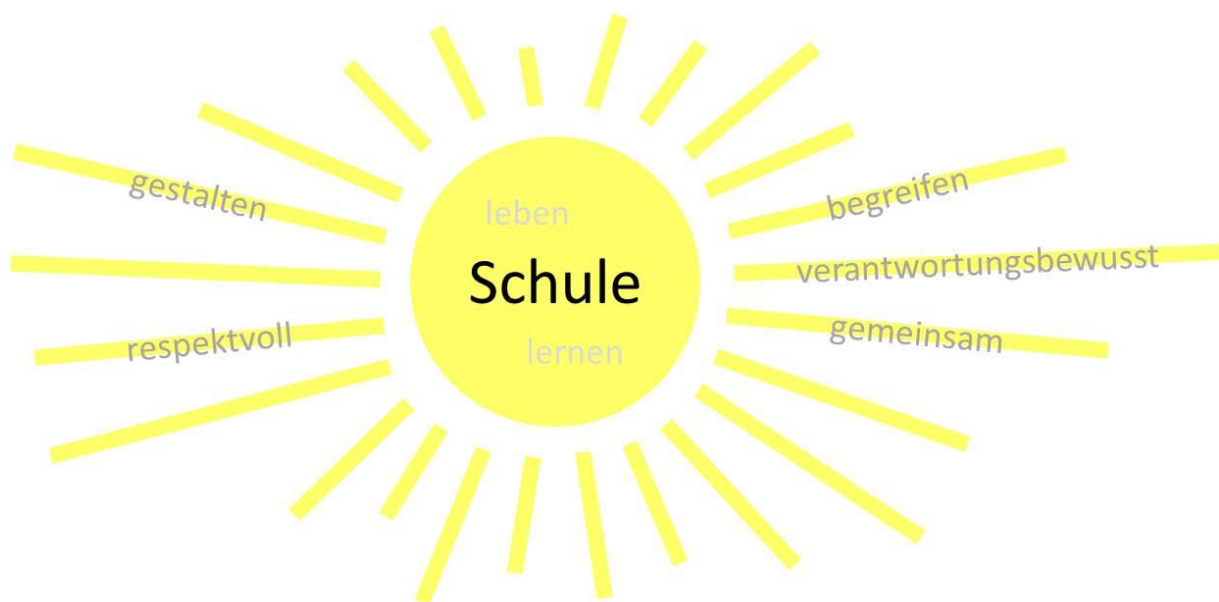 gestalten
begreifen
leben
verantwortungsbewusst
Schule
respektvoll
gemeinsam
lernen